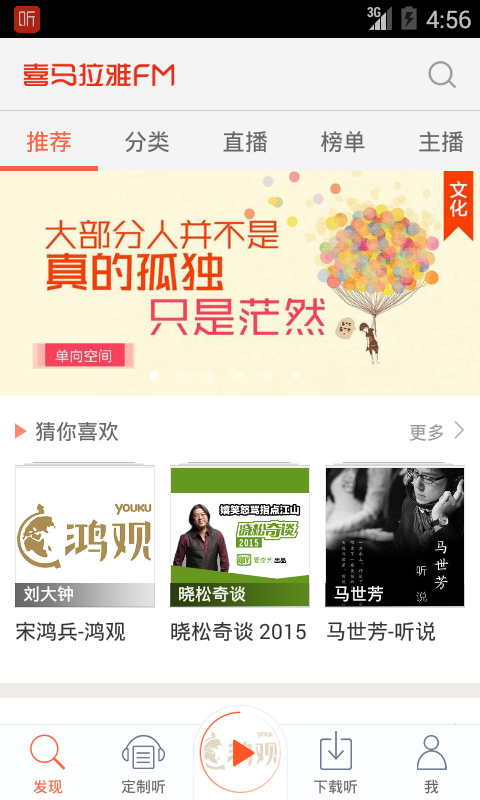 听
3G
4:56
喜马拉雅FM
推荐 分类 直播 榜单 主播
文化
大部分人并不是
真的孤独
只是茫然
单向空间
猜你喜欢
更多
YOUKU
鸿观
刘大钟
嬉笑怒骂指点江山
晓松奇谈
2015
爱奇艺 出品
晓松奇谈
马世芳
听说
马世芳
宋鸿兵-鸿观
晓松奇谈 2015
马世芳-听说
鸿观
发现 定制听 下载听 我